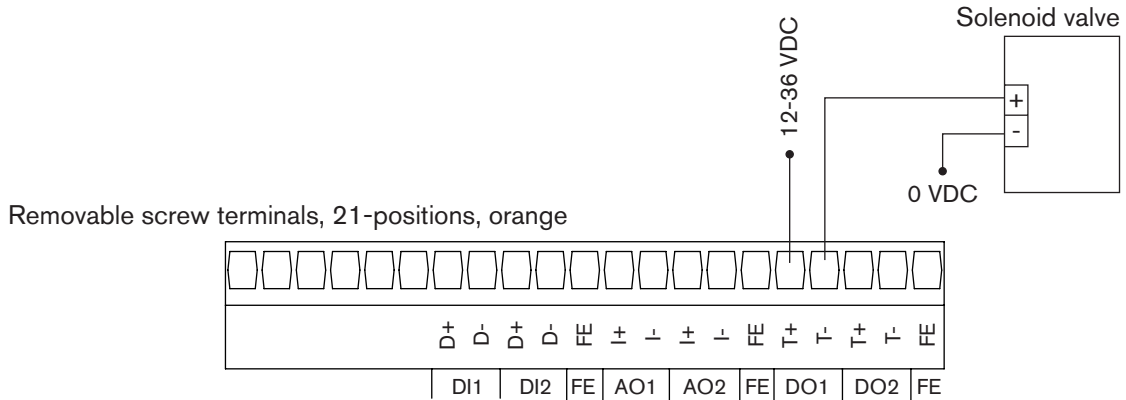 Solenoid valve
12-36 VDC
+
-
0 VDC
Removable screw terminals, 21-positions, orange
D+ D- D+ D- FE I+ I- I+ I- FE T+ T- T+ T- FE
DI1 DI2 FE AO1 AO2 FE DO1 DO2 FE